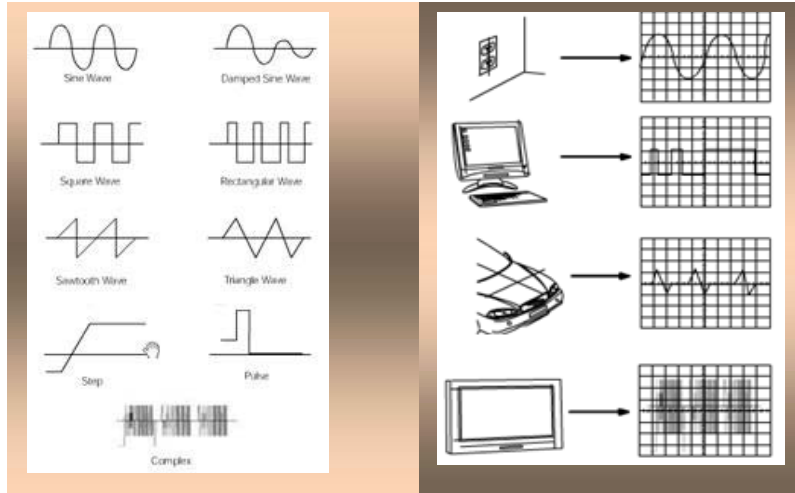 Sine Wave
Damped Sine Wave
Square Wave
Rectangular Wave
Sawtooth Wave
Triangle Wave
Step
Pulse
Complex